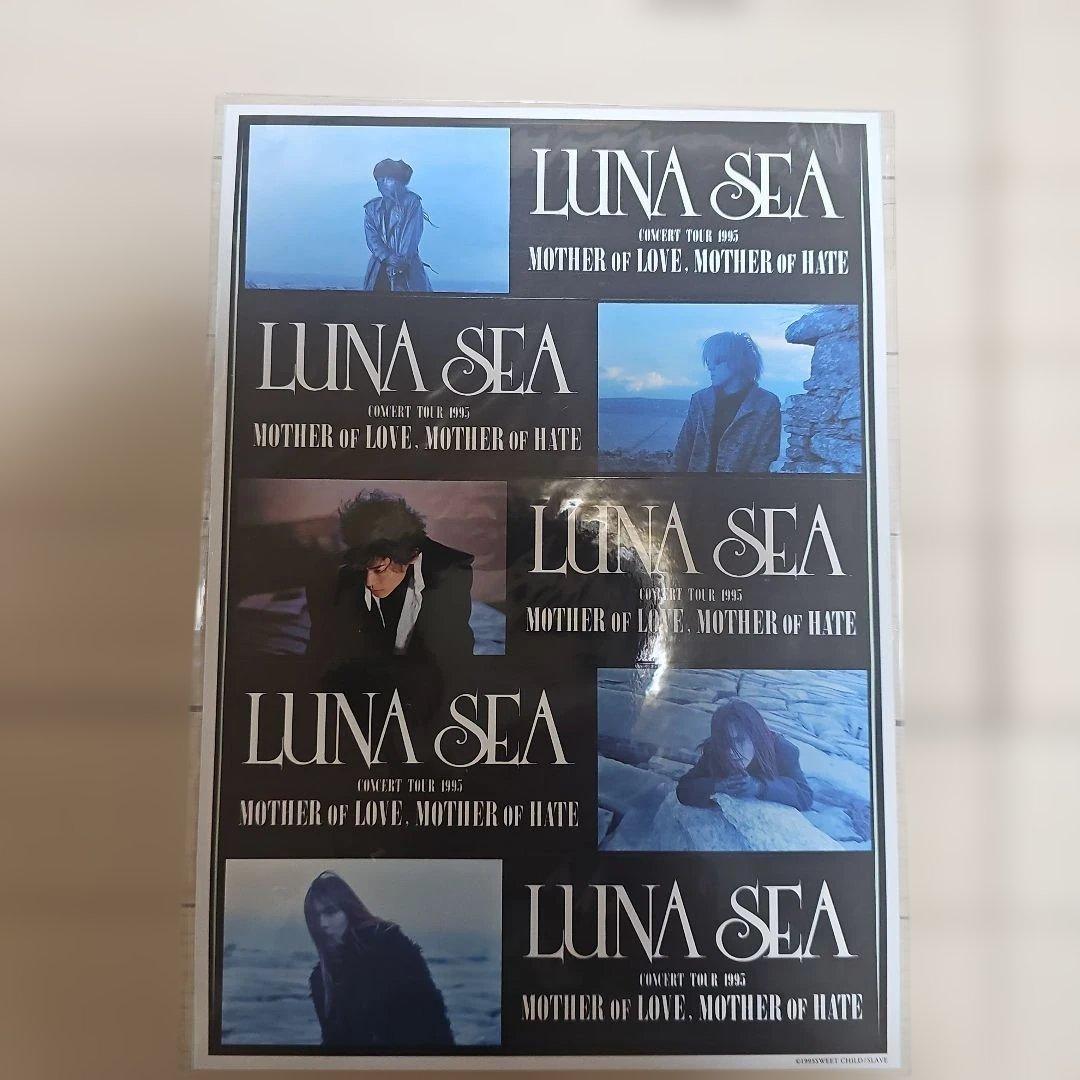 LUNA SEA
CONCERT TOUR 1995
MOTHER OF LOVE, MOTHER OF HATE
LUNA SEA
CONCERT TOUR 1995
MOTHER OF LOVE, MOTHER OF HATE
LUNA SEA
CONCERT TOUR 1995
MOTHER OF LOVE, MOTHER OF HATE
LUNA SEA
CONCERT TOUR 1995
MOTHER OF LOVE, MOTHER OF HATE
LUNA SEA
CONCERT TOUR 1995
MOTHER OF LOVE, MOTHER OF HATE
©1995SWEET CHILD/SLAVE